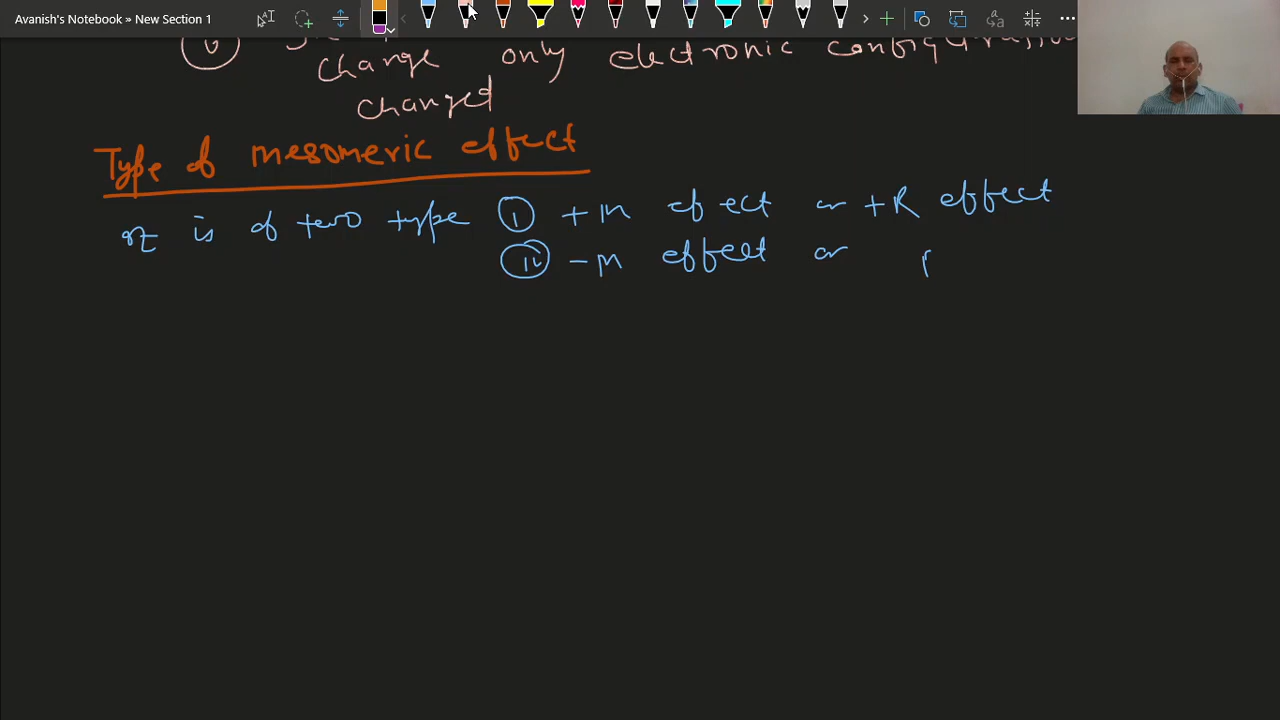 Avanish's Notebook » New Section 1
change only electronic configuration
changed
Type of mesomeric effect
It is of two type (i) +M effect or +R effect
(ii) -M effect or